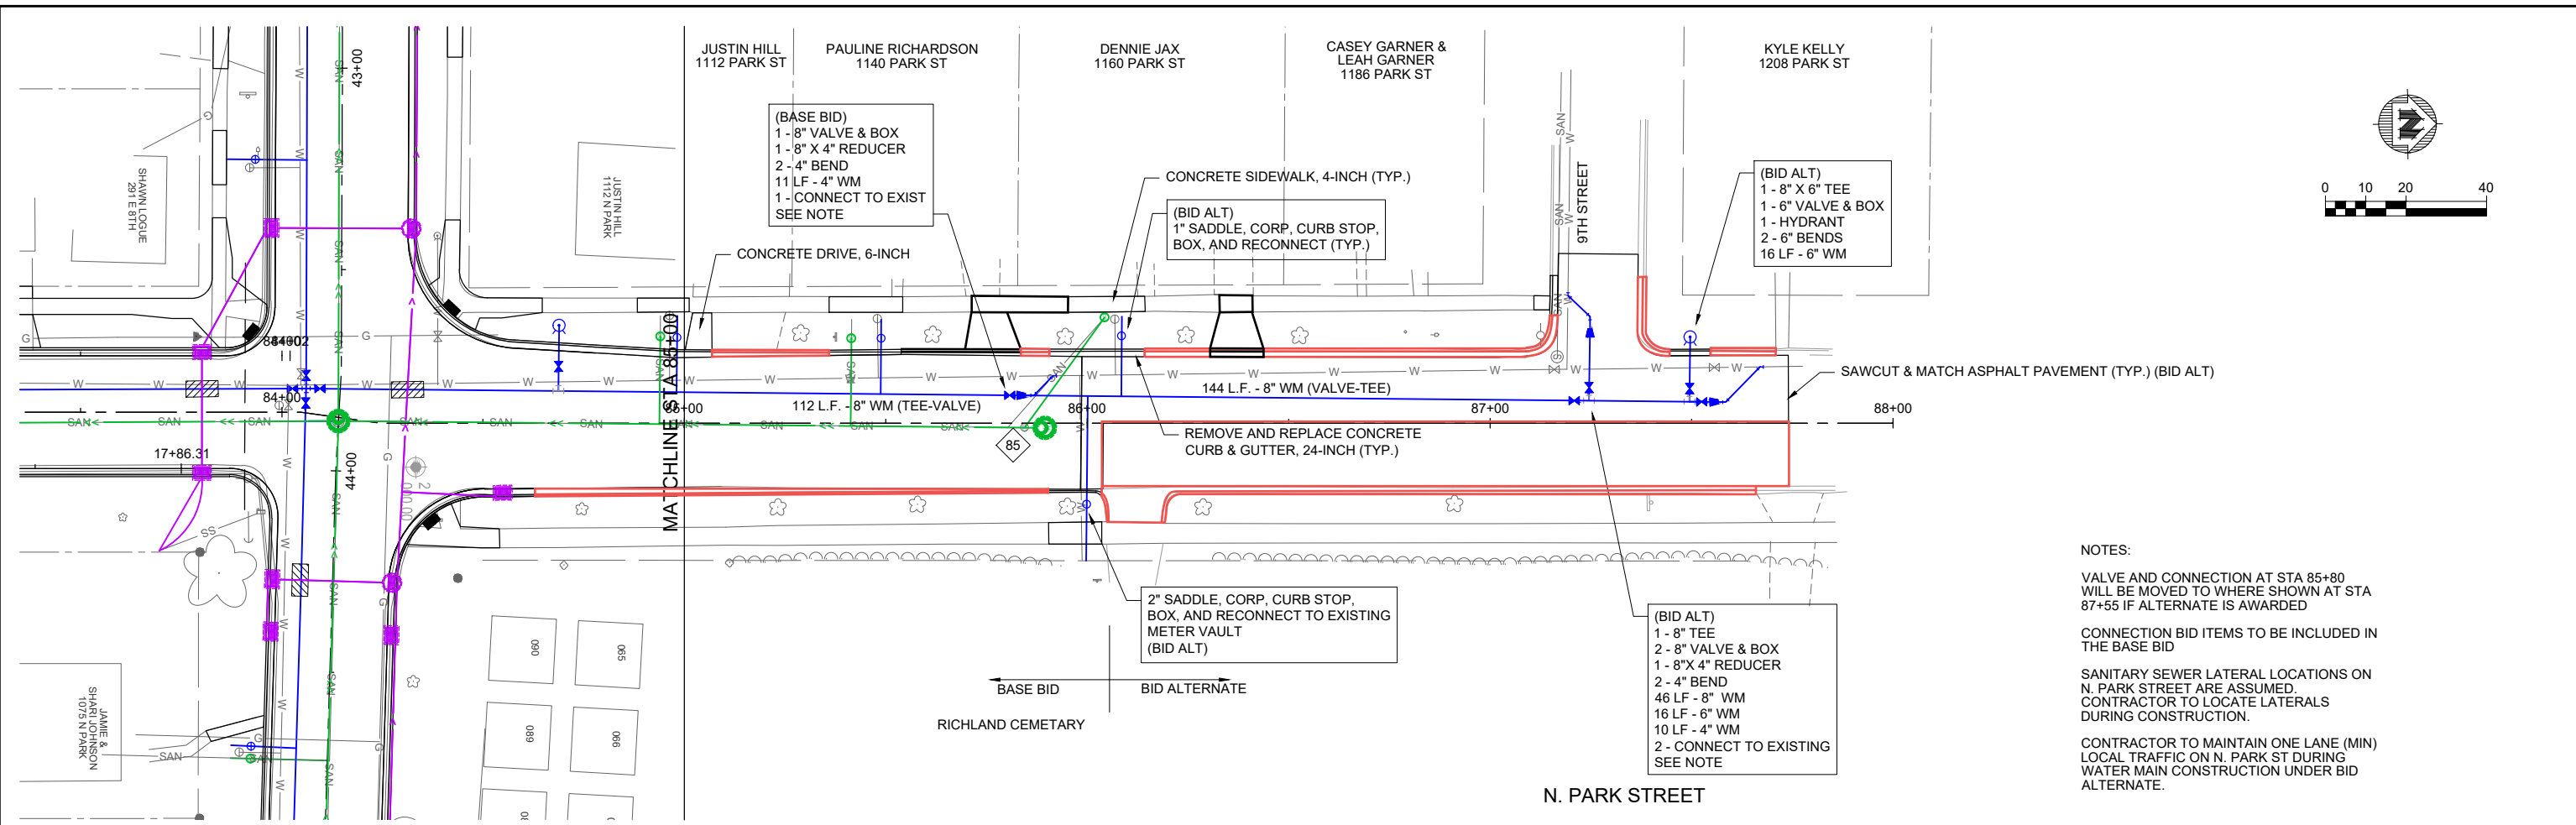 JUSTIN HILL
1112 PARK ST
PAULINE RICHARDSON
1140 PARK ST
DENNIE JAX
1160 PARK ST
CASEY GARNER &
LEAH GARNER
1186 PARK ST
KYLE KELLY
1208 PARK ST
43+00
SHAWN LOGUE
291 E 8TH
JUSTIN HILL
1112 N PARK
(BASE BID)
1 - 8" VALVE & BOX
1 - 8" X 4" REDUCER
2 - 4" BEND
11 LF - 4" WM
1 - CONNECT TO EXIST
SEE NOTE
CONCRETE DRIVE, 6-INCH
CONCRETE SIDEWALK, 4-INCH (TYP.)
(BID ALT)
1" SADDLE, CORP, CURB STOP,
BOX, AND RECONNECT (TYP.)
9TH STREET
(BID ALT)
1 - 8" X 6" TEE
1 - 6" VALVE & BOX
1 - HYDRANT
2 - 6" BENDS
16 LF - 6" WM
N
0 10 20 40
SAWCUT & MATCH ASPHALT PAVEMENT (TYP.) (BID ALT)
MATCHLINE STA 85+00
84+00
85+00
112 L.F. - 8" WM (TEE-VALVE)
86+00
144 L.F. - 8" WM (VALVE-TEE)
87+00
88+00
85
REMOVE AND REPLACE CONCRETE
CURB & GUTTER, 24-INCH (TYP.)
17+86.31
44+00
SS
2" SADDLE, CORP, CURB STOP,
BOX, AND RECONNECT TO EXISTING
METER VAULT
(BID ALT)
BASE BID
BID ALTERNATE
RICHLAND CEMETARY
(BID ALT)
1 - 8" TEE
2 - 8" VALVE & BOX
1 - 8"X 4" REDUCER
2 - 4" BEND
46 LF - 8" WM
16 LF - 6" WM
10 LF - 4" WM
2 - CONNECT TO EXISTING
SEE NOTE
N. PARK STREET
JAMIE &
SHARI JOHNSON
1075 N PARK
090
065
089
066
NOTES:
VALVE AND CONNECTION AT STA 85+80
WILL BE MOVED TO WHERE SHOWN AT STA
87+55 IF ALTERNATE IS AWARDED
CONNECTION BID ITEMS TO BE INCLUDED IN
THE BASE BID
SANITARY SEWER LATERAL LOCATIONS ON
N. PARK STREET ARE ASSUMED.
CONTRACTOR TO LOCATE LATERALS
DURING CONSTRUCTION.
CONTRACTOR TO MAINTAIN ONE LANE (MIN)
LOCAL TRAFFIC ON N. PARK ST DURING
WATER MAIN CONSTRUCTION UNDER BID
ALTERNATE.